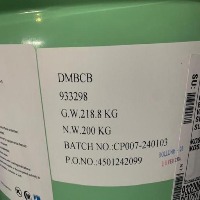 DMBCB
933298
G.W.218.8 KG
N.W.200 KG
BATCH NO:CP007-240103
P.O.NO:4501242099